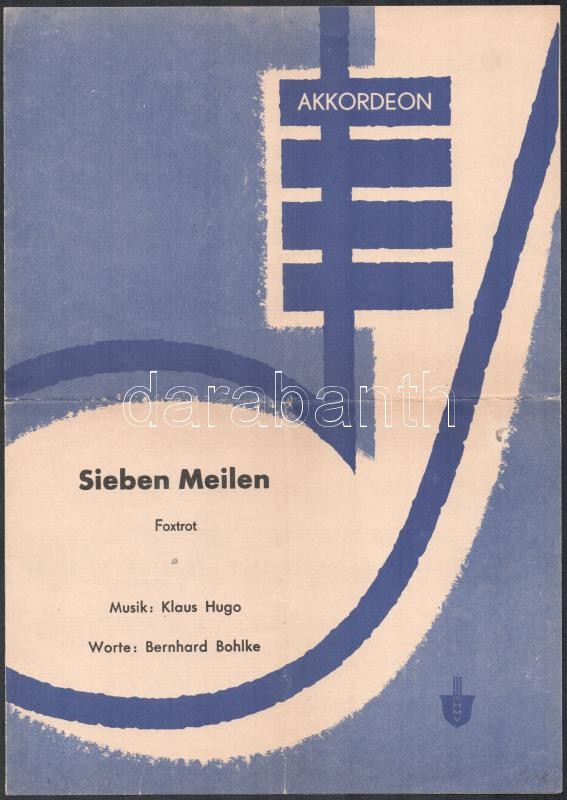 AKKORDEON
darabanth
Sieben Meilen
Foxtrot
Musik: Klaus Hugo
Worte: Bernhard Bohlke